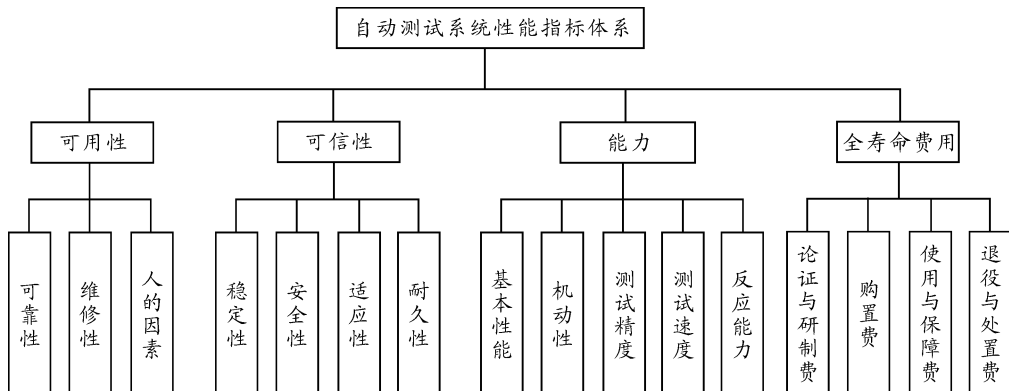 自动测试系统性能指标体系
可用性
可信性
能力
全寿命费用
可靠性
维修性
人的因素
稳定性
安全性
适应性
耐久性
基本性能
机动性
测试精度
测试速度
反应能力
论证与研制费
购置费
使用与保障费
退役与处置费